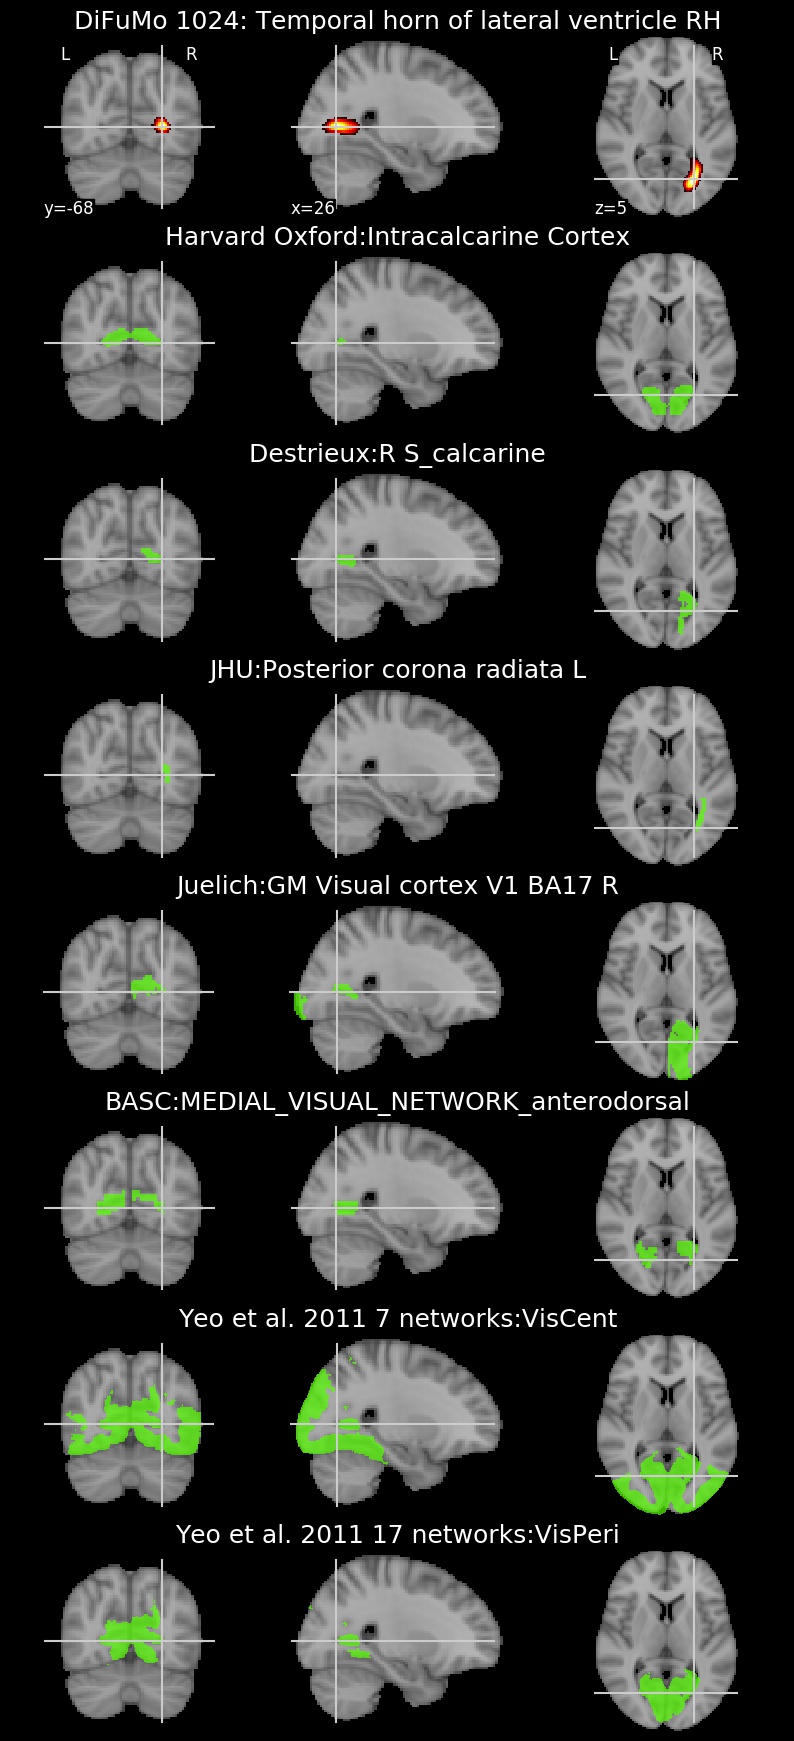 DiFuMo 1024: Temporal horn of lateral ventricle RH
L R L R
y=-68 x=26 z=5
Harvard Oxford:Intracalcarine Cortex
Destrieux:R S_calcarine
JHU:Posterior corona radiata L
Juelich:GM Visual cortex V1 BA17 R
BASC:MEDIAL_VISUAL_NETWORK_anterodorsal
Yeo et al. 2011 7 networks:VisCent
Yeo et al. 2011 17 networks:VisPeri